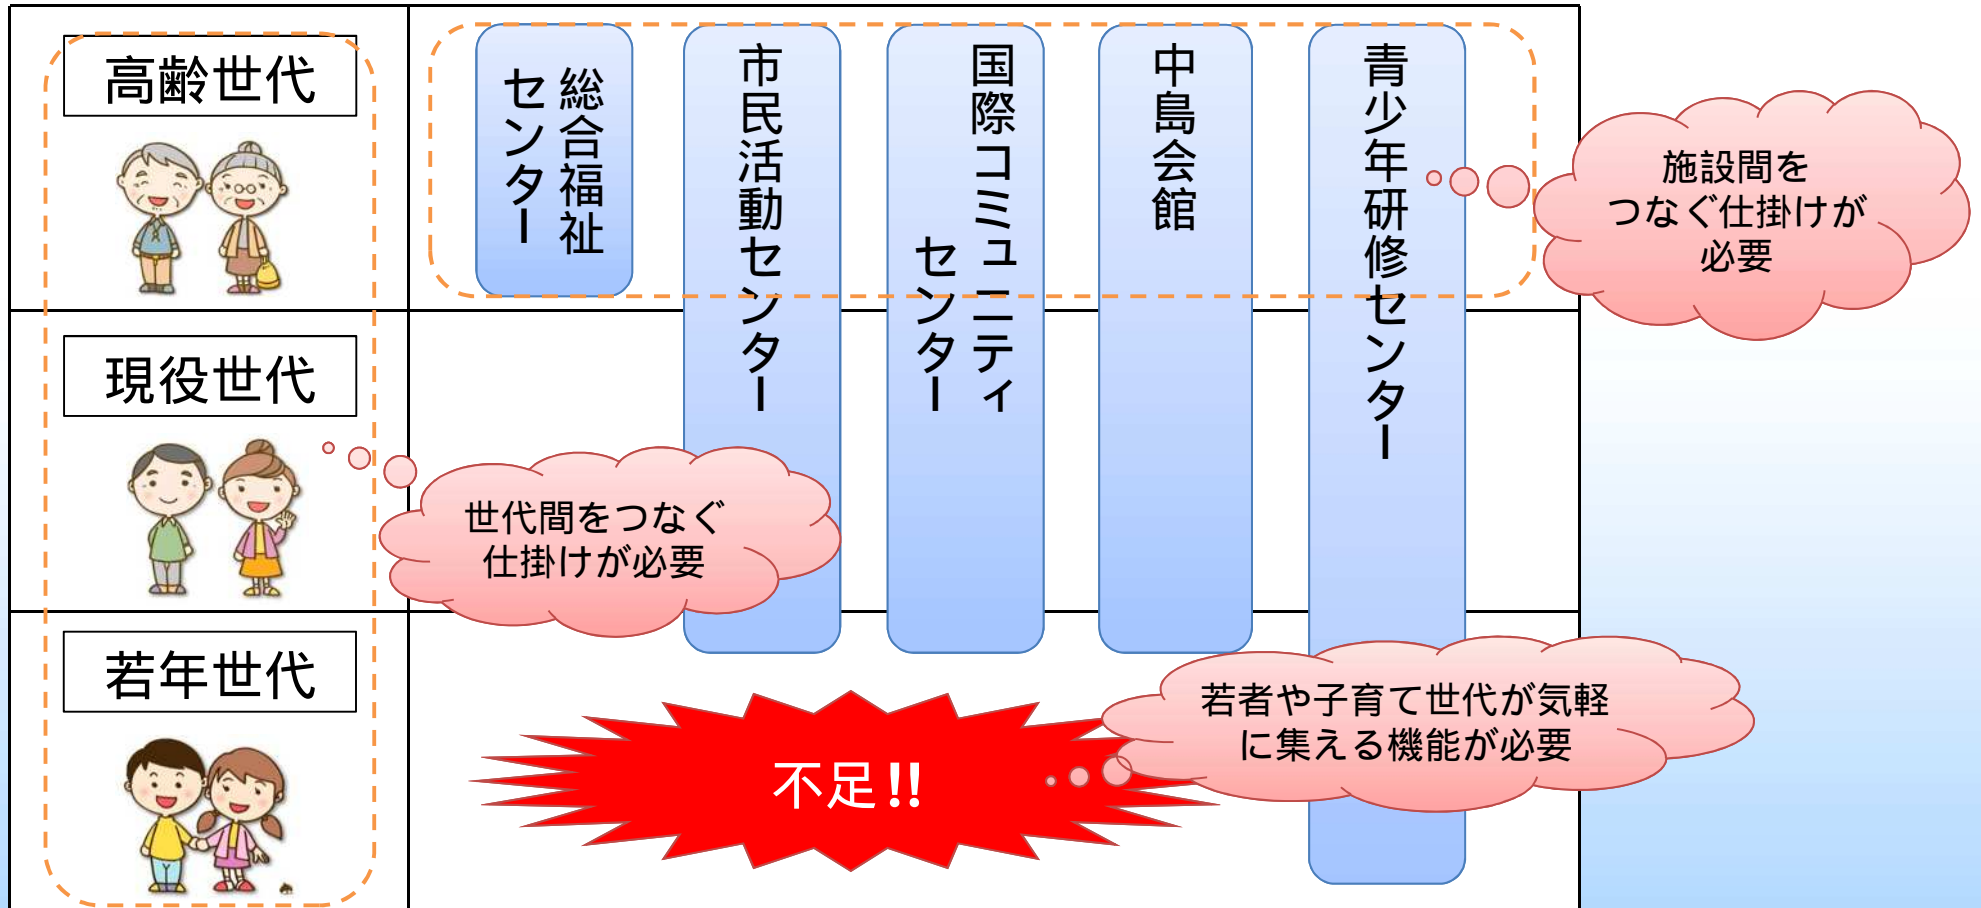 高齢世代
総合福祉
センター
市民活動センター
国際コミュニティ
センター
中島会館
青少年研修センター
施設間を
つなぐ仕掛けが
必要
現役世代
世代間をつなぐ
仕掛けが必要
若年世代
不足!!
若者や子育て世代が気軽
に集える機能が必要